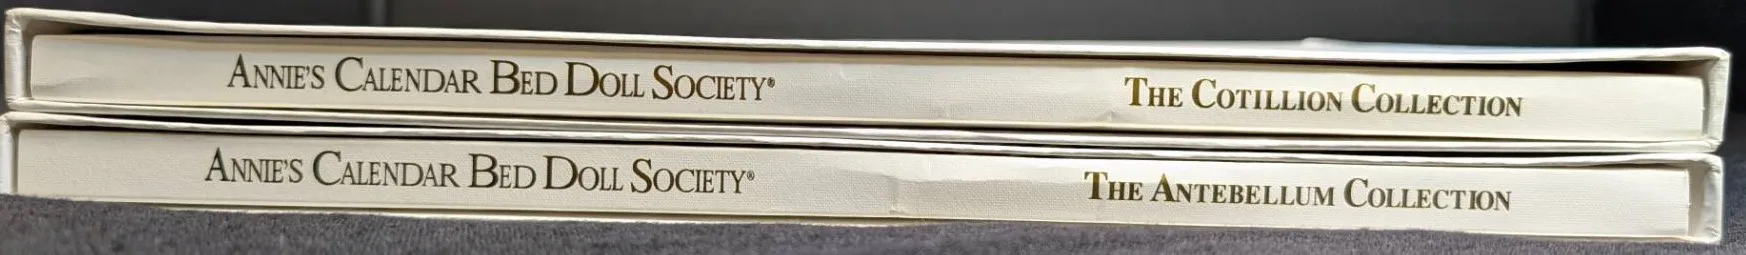 ANNIE'S CALENDAR BED DOLL SOCIETY® THE COTILLION COLLECTION
ANNIE'S CALENDAR BED DOLL SOCIETY® THE ANTEBELLUM COLLECTION